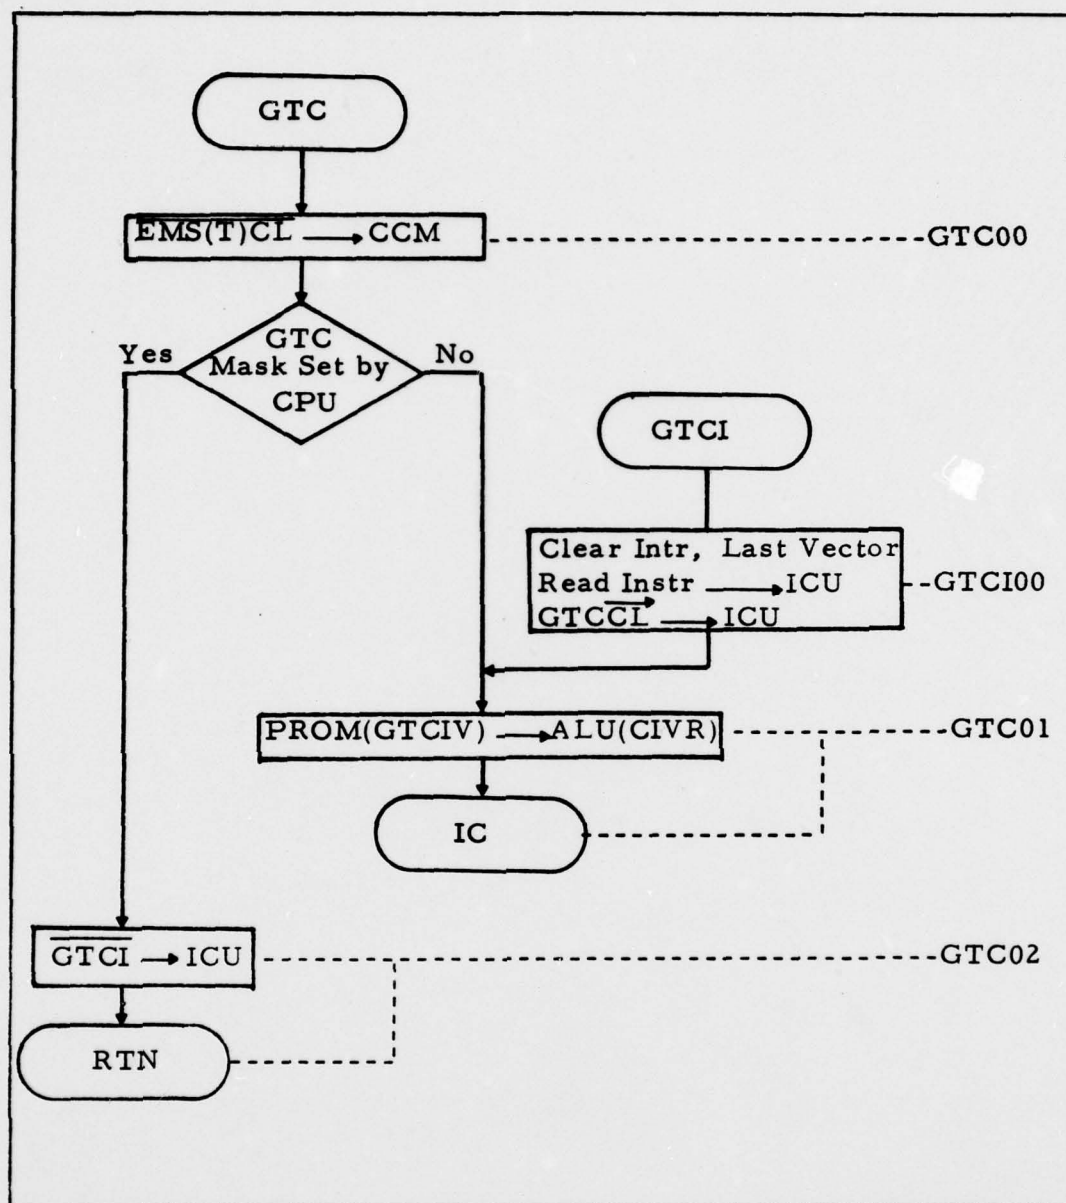 GTC
EMS(T)CL → CCM
GTC00
GTC
Mask Set by
CPU
Yes
No
GTCI
Clear Intr, Last Vector
Read Instr → ICU
GTCCL → ICU
GTCI00
PROM(GTCIV) → ALU(CIVR)
GTC01
IC
GTCI → ICU
GTC02
RTN